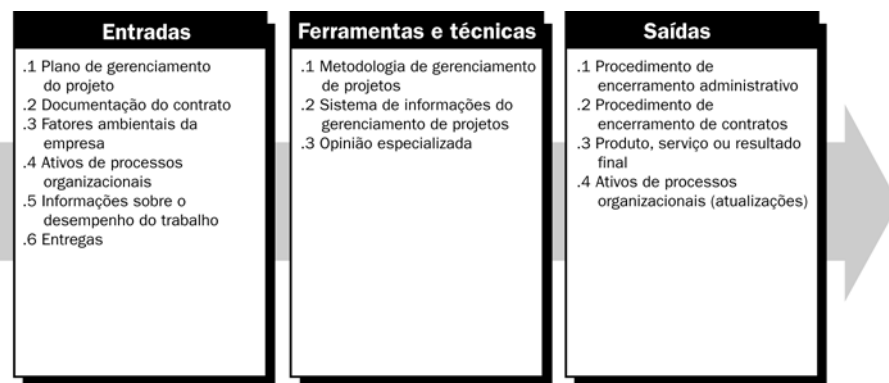 Entradas
.1 Plano de gerenciamento
do projeto
.2 Documentação do contrato
.3 Fatores ambientais da
empresa
.4 Ativos de processos
organizacionais
.5 Informações sobre o
desempenho do trabalho
.6 Entregas
Ferramentas e técnicas
.1 Metodologia de gerenciamento
de projetos
.2 Sistema de informações do
gerenciamento de projetos
.3 Opinião especializada
Saídas
.1 Procedimento de
encerramento administrativo
.2 Procedimento de
encerramento de contratos
.3 Produto, serviço ou resultado
final
.4 Ativos de processos
organizacionais (atualizações)